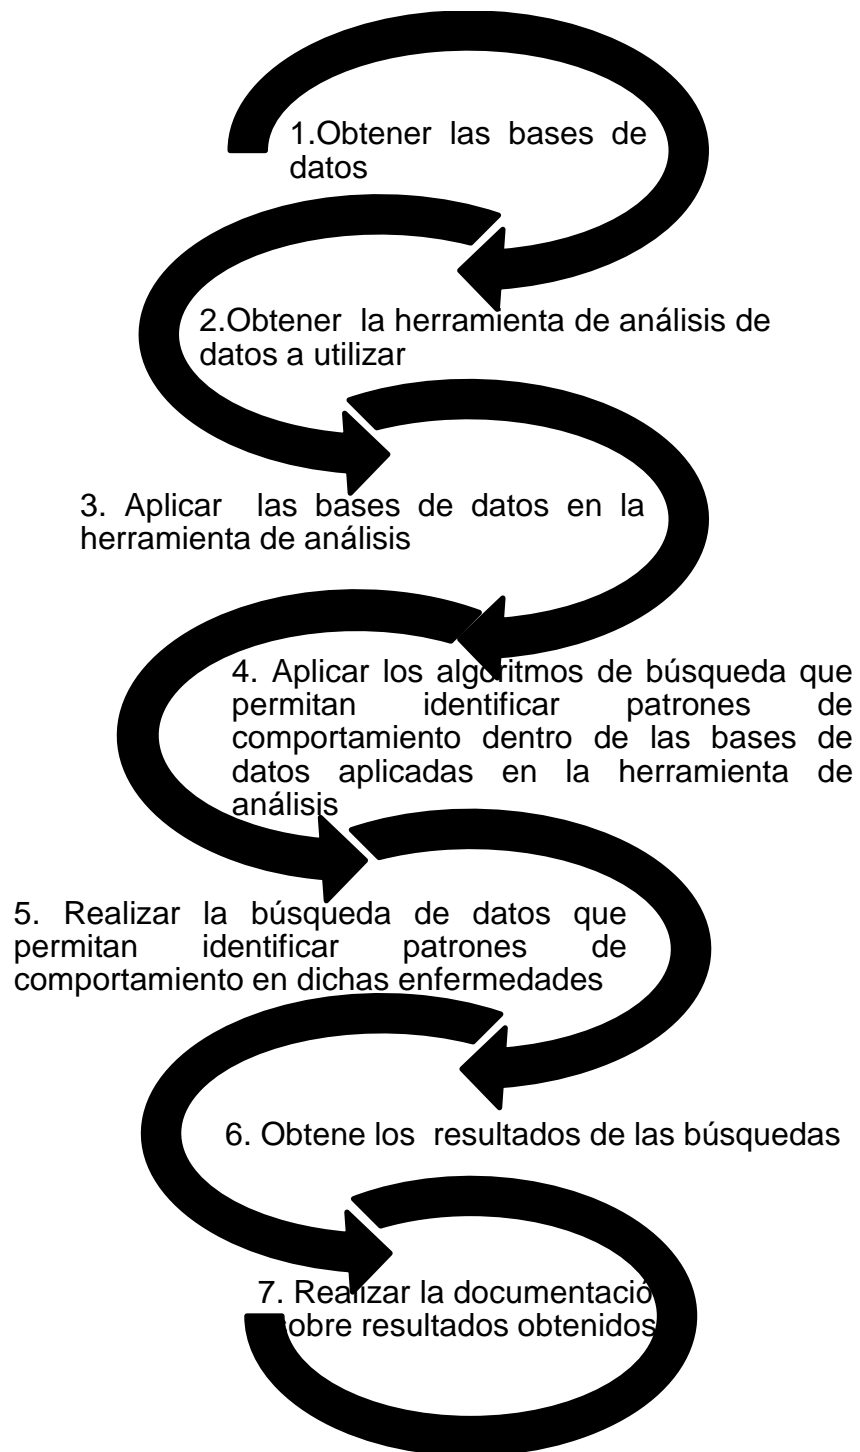 1.Obtener las bases de
datos
2.Obtener la herramienta de análisis de
datos a utilizar
3. Aplicar las bases de datos en la
herramienta de análisis
4. Aplicar los algoritmos de búsqueda que
permitan identificar patrones de
comportamiento dentro de las bases de
datos aplicadas en la herramienta de
análisis
5. Realizar la búsqueda de datos que
permitan identificar patrones de
comportamiento en dichas enfermedades
6. Obtene los resultados de las búsquedas
7. Realizar la documentació
sobre resultados obtenidos